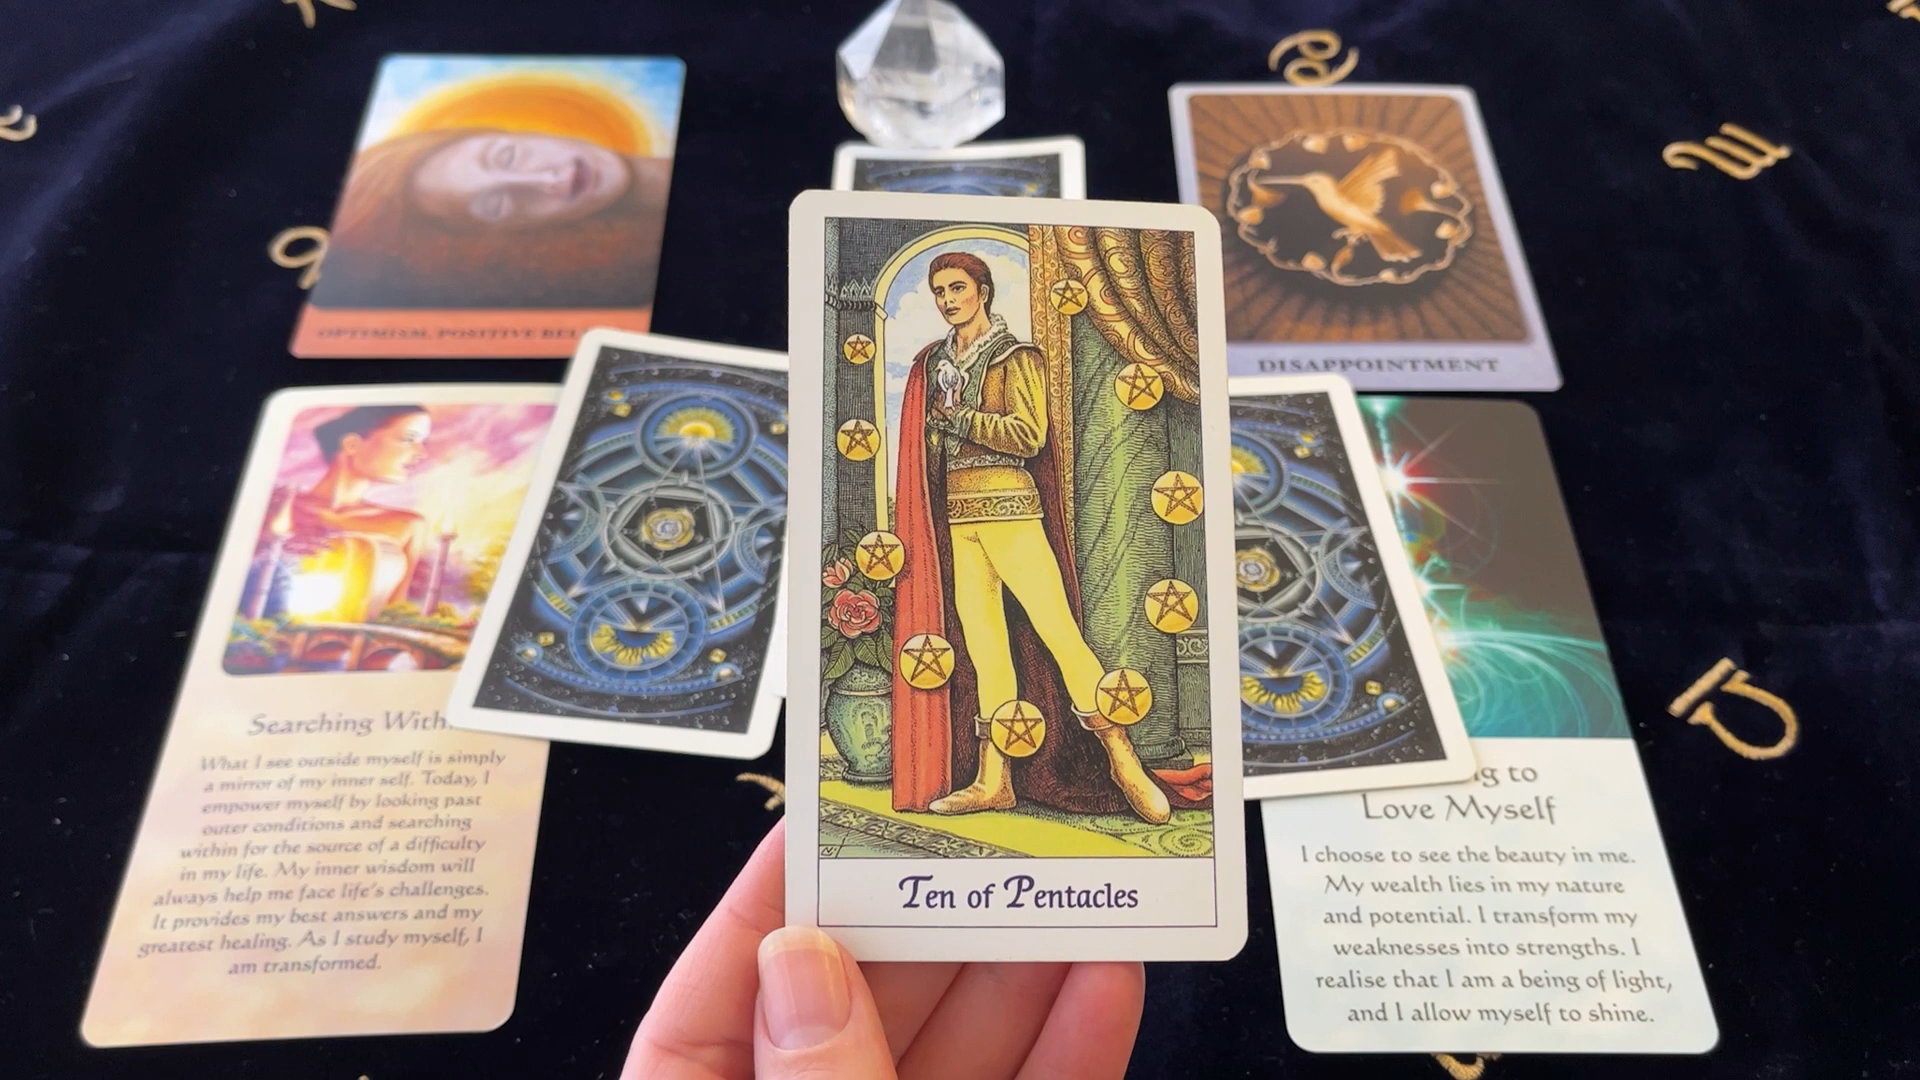 OPTIMISM, POSITIVE
DISAPPOINTMENT
Searching
What I see outside myself is simply
a mirror of my inner self. Today, I
empower myself by looking past
outer conditions and searching
within for the source of a difficulty
in my life. My inner wisdom will
always help me face life's challenges.
It provides my best answers and my
greatest healing. As I study myself, I
am transformed.
Ten of Pentacles
to
Love Myself
I choose to see the beauty in me.
My wealth lies in my nature
and potential. I transform my
weaknesses into strengths. I
realise that I am a being of light,
and I allow myself to shine.